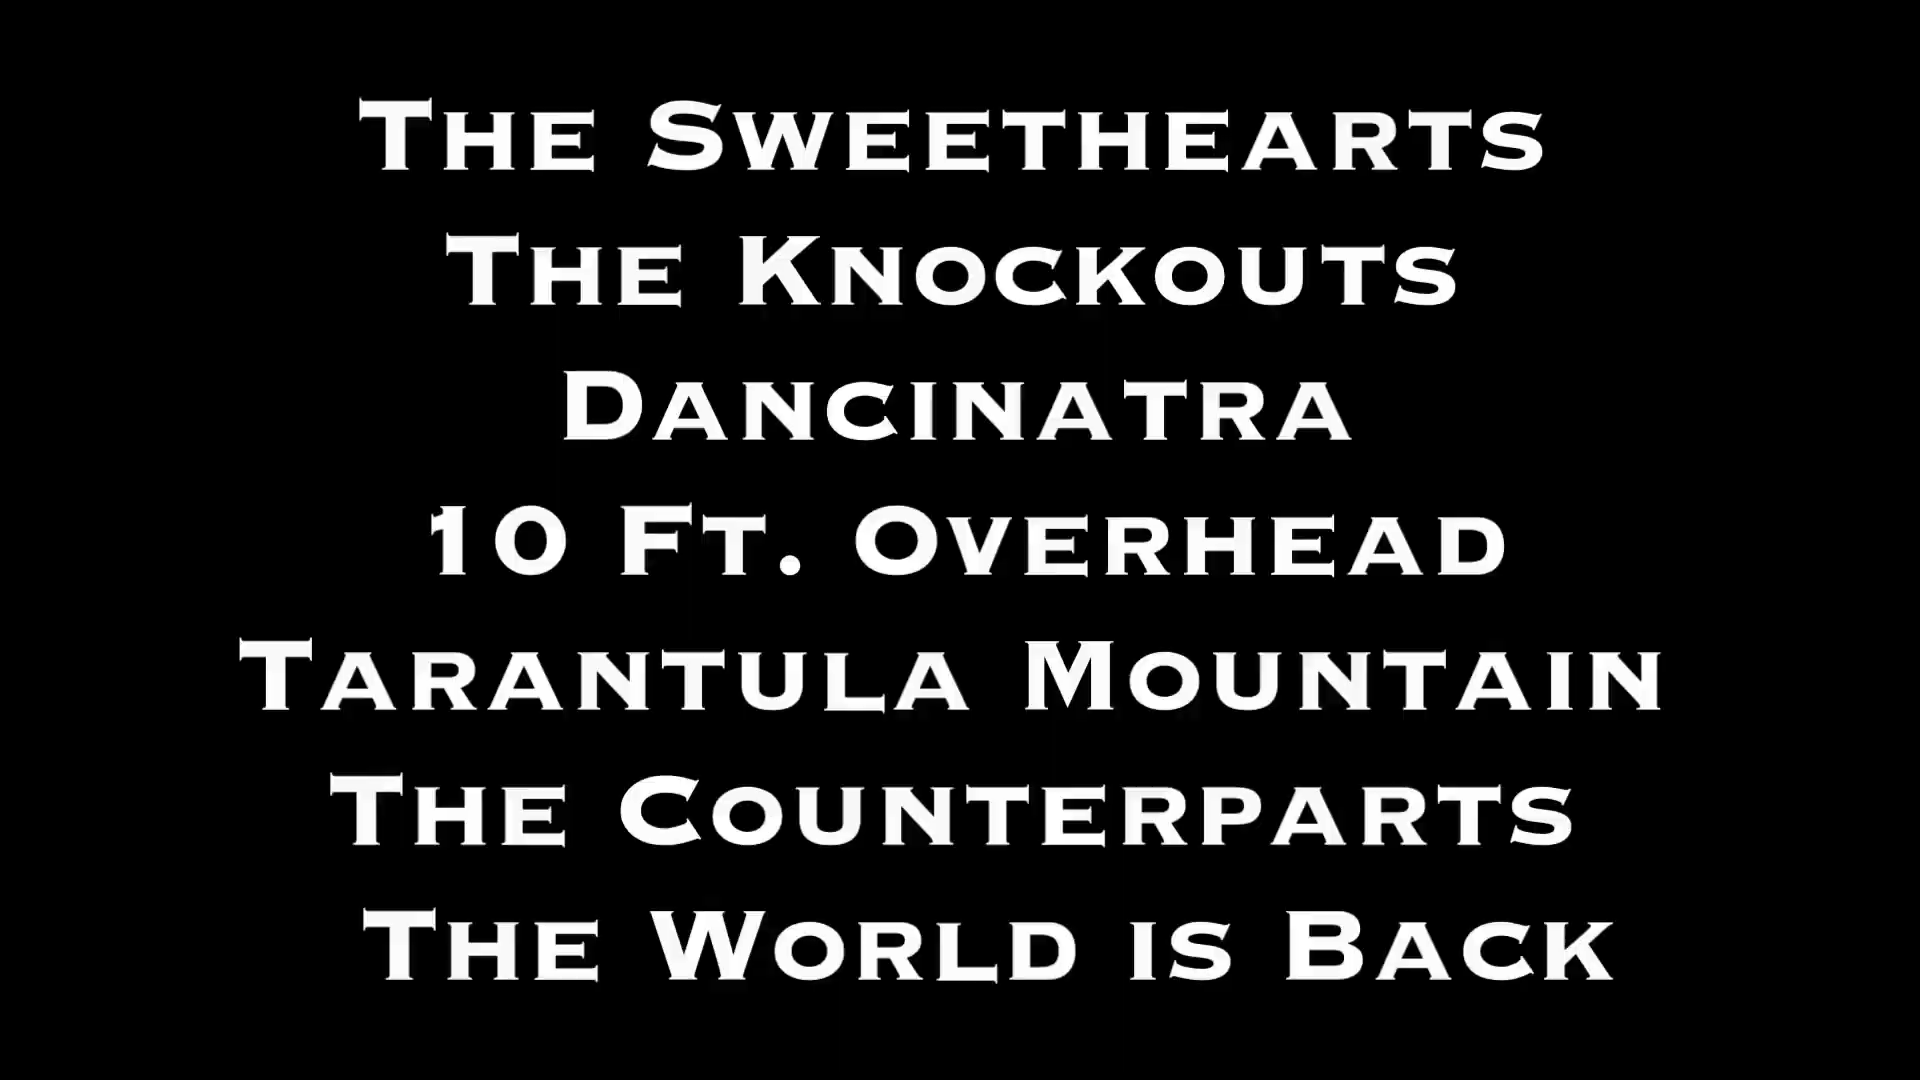 The Sweethearts
The Knockouts
Dancinatra
10 Ft. Overhead
Tarantula Mountain
The Counterparts
The World is Back